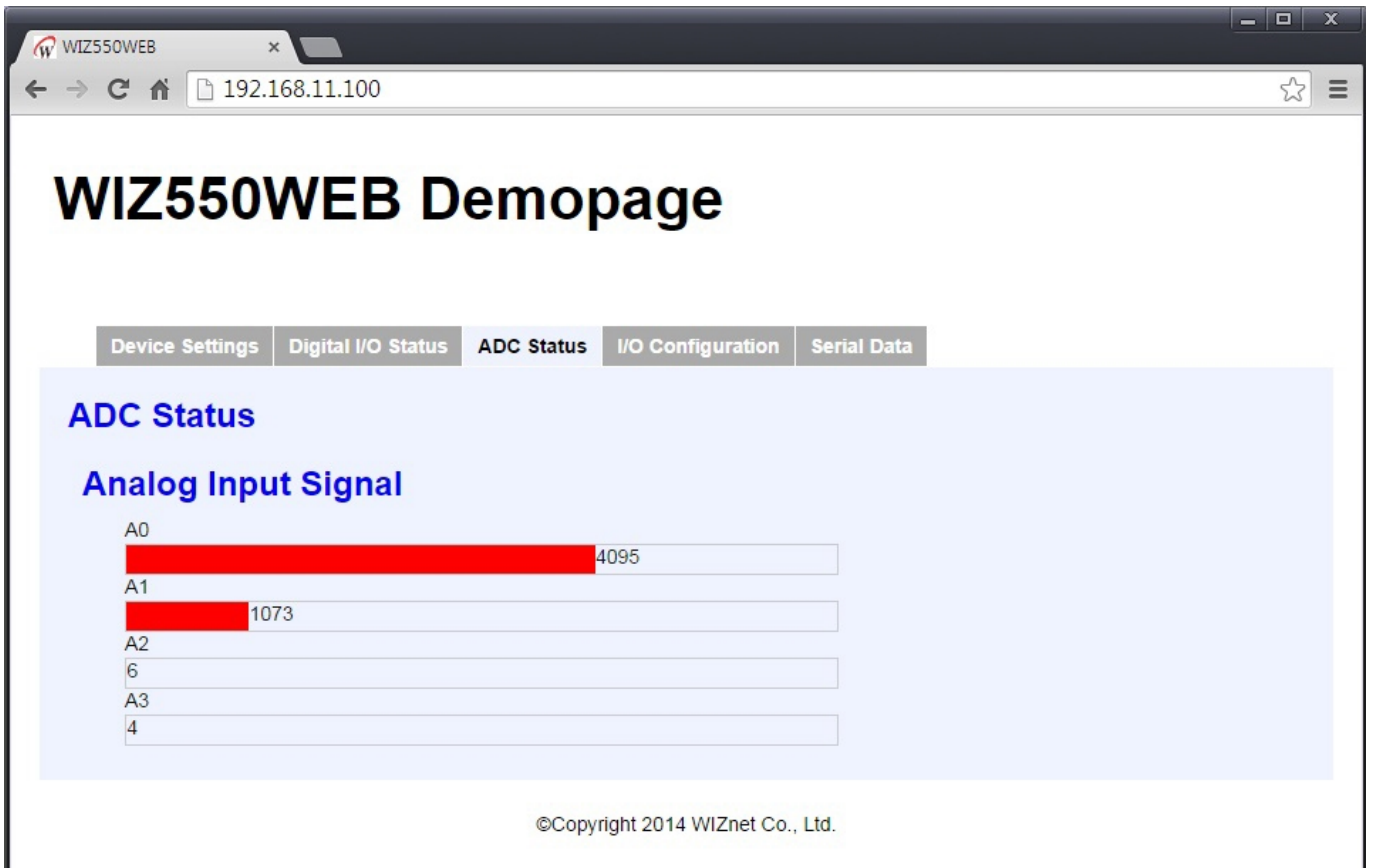 WIZ550WEB
192.168.11.100
WIZ550WEB Demopage
Device Settings Digital I/O Status ADC Status I/O Configuration Serial Data
ADC Status
Analog Input Signal
A0
4095
A1
1073
A2
6
A3
4
©Copyright 2014 WIZnet Co., Ltd.